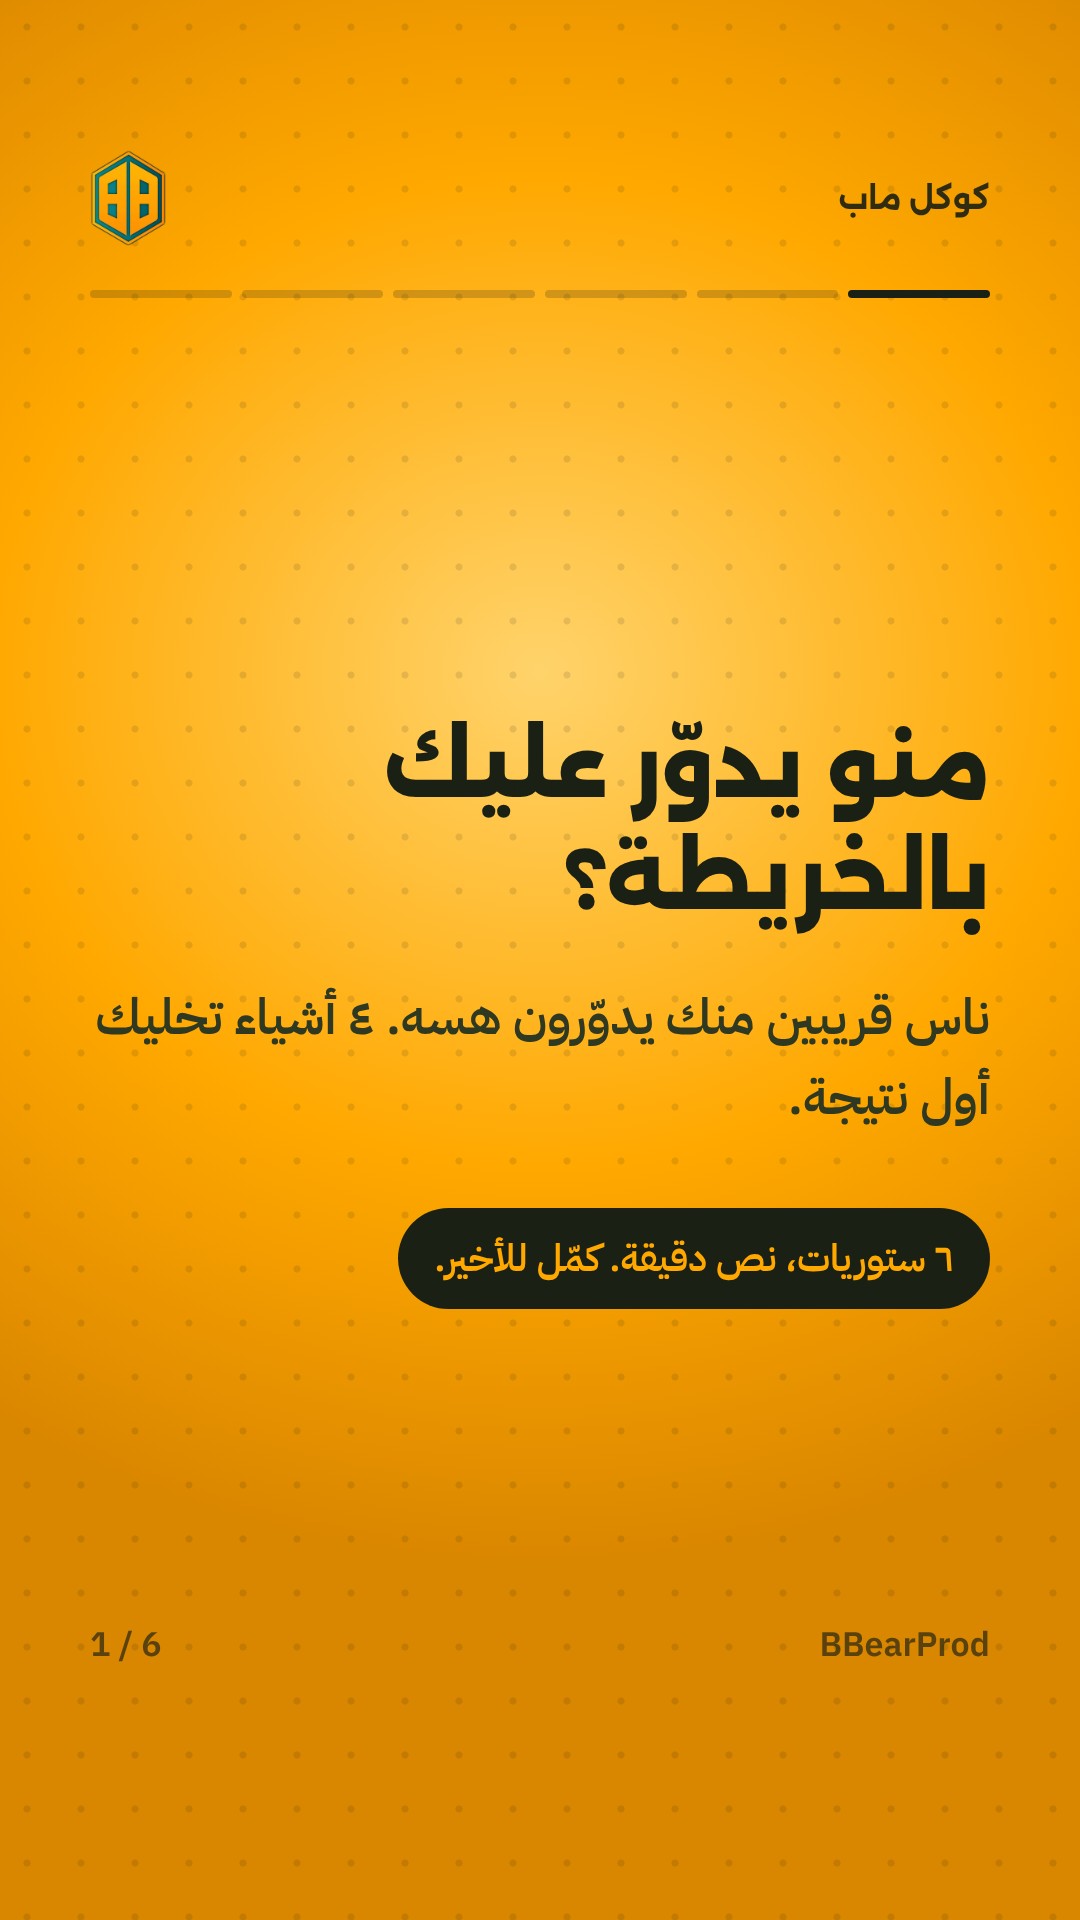 كوكل ماب
منو يدوّر عليك
بالخريطة؟
ناس قريبين منك يدوّرون هسه. ٤ أشياء تخليك
أول نتيجة.
٦ ستوريات، نص دقيقة. كمّل للأخير.
BBearProd
1 / 6